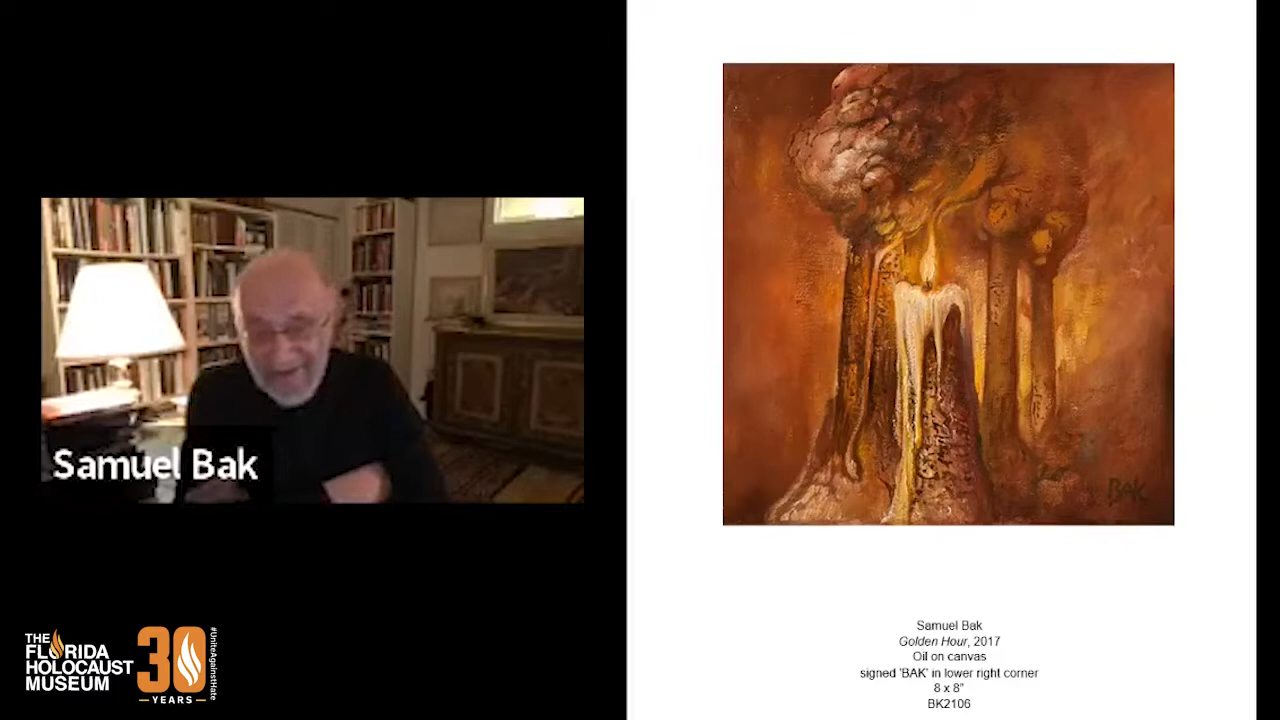 Samuel Bak
THE
FLORIDA
HOLOCAUST
MUSEUM
30
YEARS
#UniteAgainstHate
BAK
Samuel Bak
Golden Hour, 2017
Oil on canvas
signed 'BAK' in lower right corner
8 x 8"
BK2106